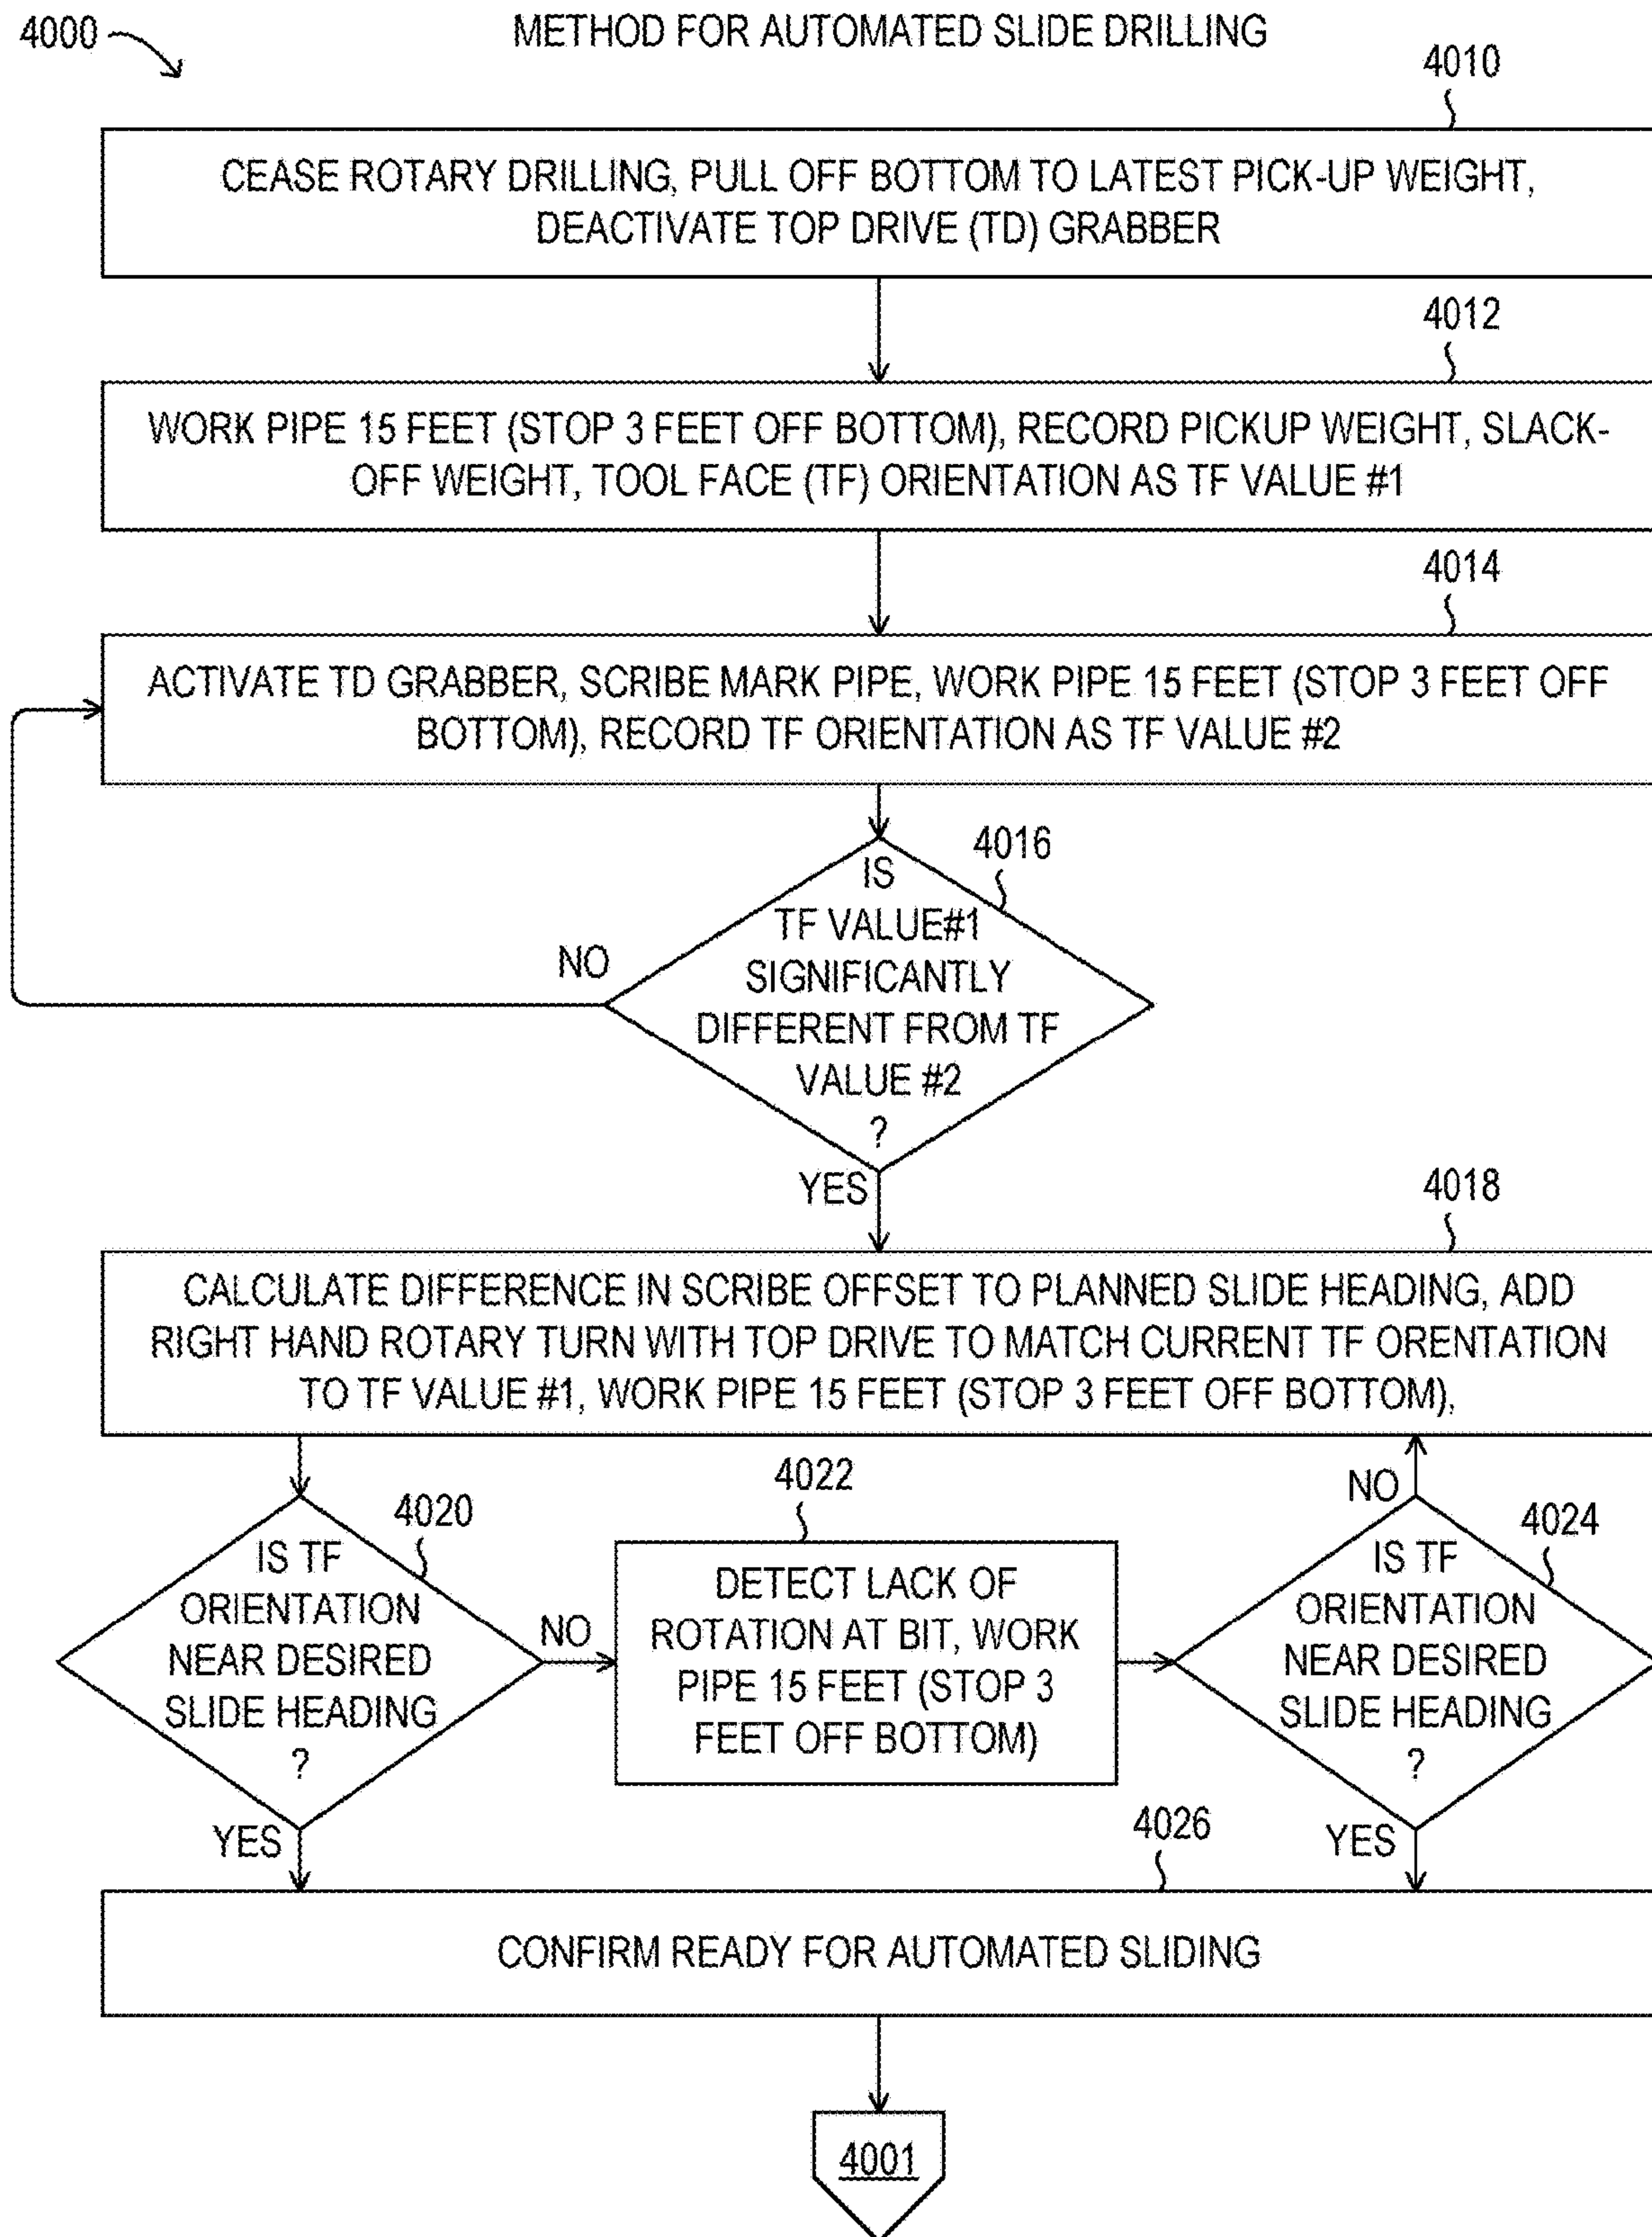 4000
METHOD FOR AUTOMATED SLIDE DRILLING
4010
CEASE ROTARY DRILLING, PULL OFF BOTTOM TO LATEST PICK-UP WEIGHT,
DEACTIVATE TOP DRIVE (TD) GRABBER
4012
WORK PIPE 15 FEET (STOP 3 FEET OFF BOTTOM), RECORD PICKUP WEIGHT, SLACK-
OFF WEIGHT, TOOL FACE (TF) ORIENTATION AS TF VALUE #1
4014
ACTIVATE TD GRABBER, SCRIBE MARK PIPE, WORK PIPE 15 FEET (STOP 3 FEET OFF
BOTTOM), RECORD TF ORIENTATION AS TF VALUE #2
4016
IS
TF VALUE#1
SIGNIFICANTLY
DIFFERENT FROM TF
VALUE #2
?
NO
YES
4018
CALCULATE DIFFERENCE IN SCRIBE OFFSET TO PLANNED SLIDE HEADING, ADD
RIGHT HAND ROTARY TURN WITH TOP DRIVE TO MATCH CURRENT TF ORENTATION
TO TF VALUE #1, WORK PIPE 15 FEET (STOP 3 FEET OFF BOTTOM),
4020
IS TF
ORIENTATION
NEAR DESIRED
SLIDE HEADING
?
NO
YES
4022
DETECT LACK OF
ROTATION AT BIT, WORK
PIPE 15 FEET (STOP 3
FEET OFF BOTTOM)
NO
4024
IS TF
ORIENTATION
NEAR DESIRED
SLIDE HEADING
?
YES
4026
CONFIRM READY FOR AUTOMATED SLIDING
4001